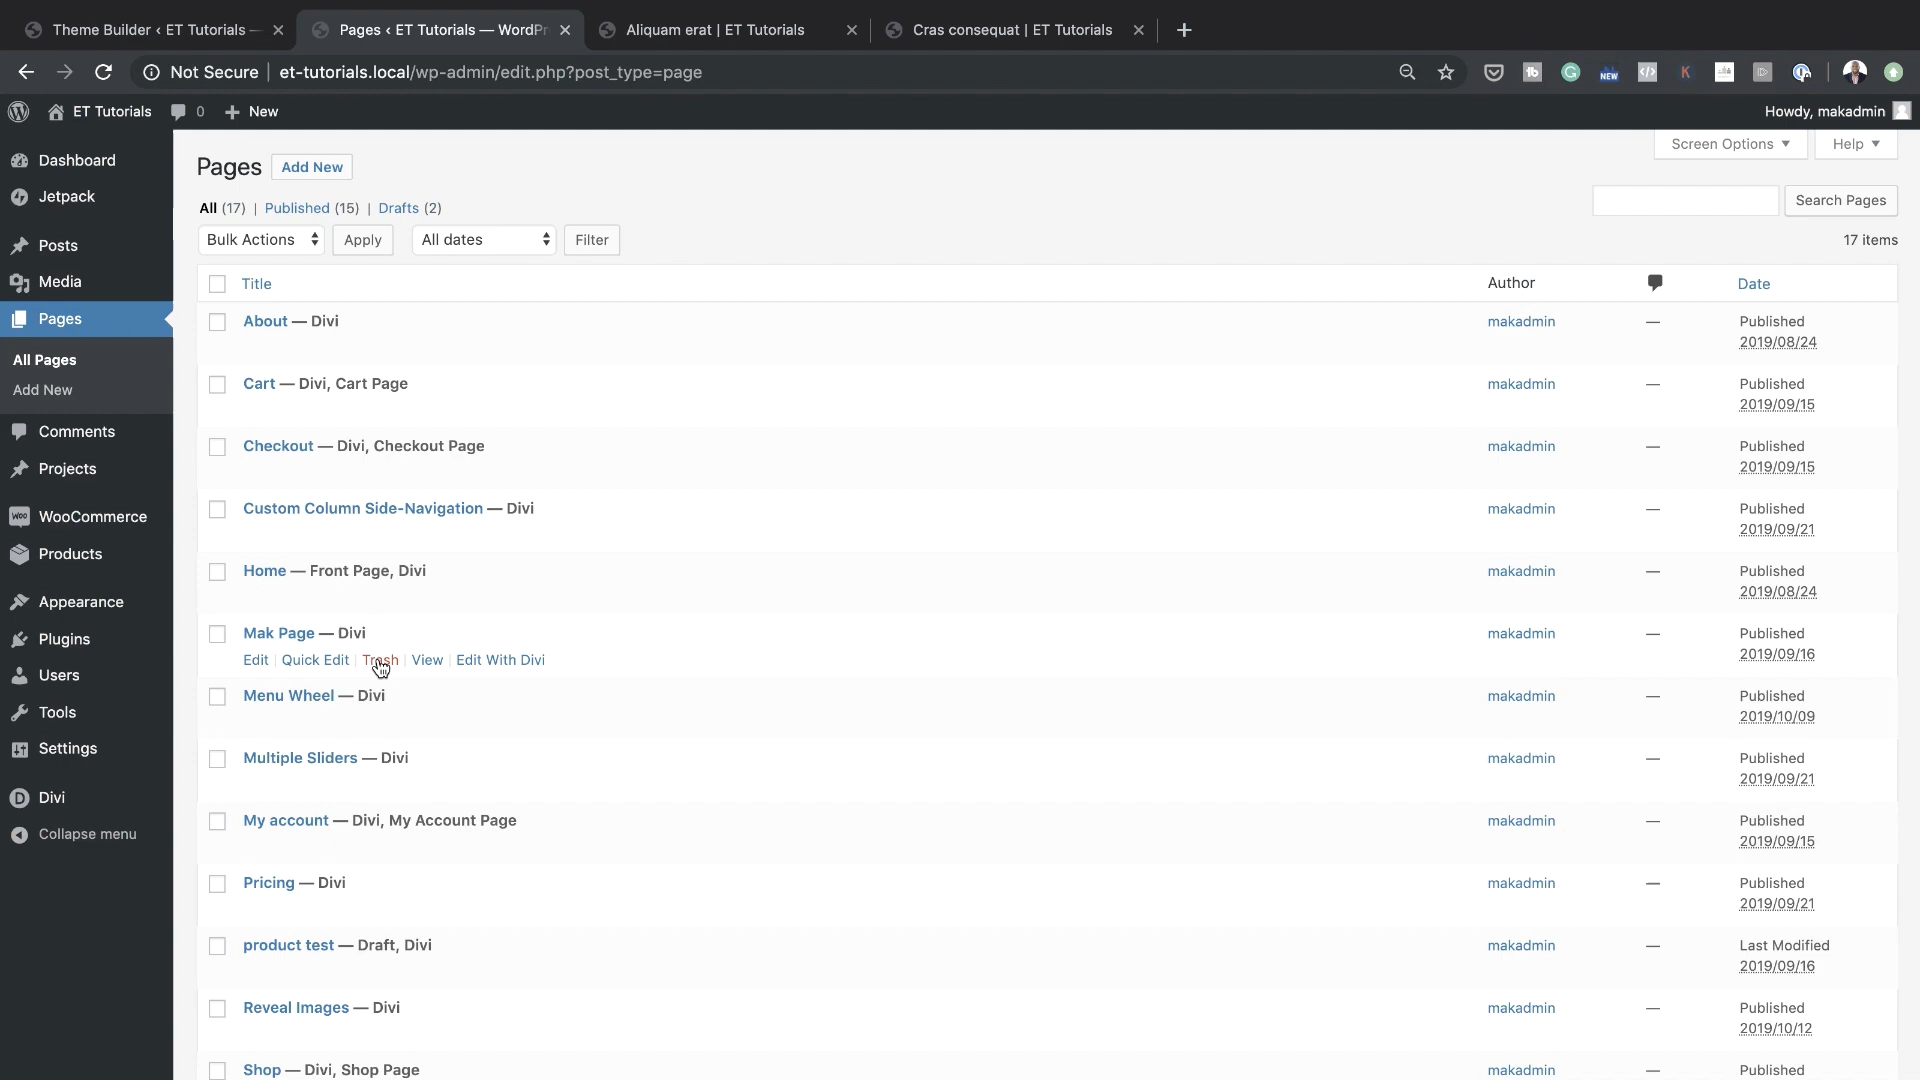 Theme Builder ‹ ET Tutorials —
Pages ‹ ET Tutorials — WordPr
Aliquam erat | ET Tutorials
Cras consequat | ET Tutorials
Not Secure
et-tutorials.local/wp-admin/edit.php?post_type=page
NEW
ET Tutorials
0
New
Howdy, makadmin
Dashboard
Jetpack
Posts
Media
Pages
All Pages
Add New
Comments
Projects
WooCommerce
Products
Appearance
Plugins
Users
Tools
Settings
Divi
Collapse menu
Screen Options
Help
Pages
Add New
All (17) | Published (15) | Drafts (2)
Search Pages
Bulk Actions
Apply
All dates
Filter
17 items
Title
Author
Date
About — Divi
makadmin
—
Published
2019/08/24
Cart — Divi, Cart Page
makadmin
—
Published
2019/09/15
Checkout — Divi, Checkout Page
makadmin
—
Published
2019/09/15
Custom Column Side-Navigation — Divi
makadmin
—
Published
2019/09/21
Home — Front Page, Divi
makadmin
—
Published
2019/08/24
Mak Page — Divi
makadmin
—
Published
2019/09/16
Edit | Quick Edit | Trash | View | Edit With Divi
Menu Wheel — Divi
makadmin
—
Published
2019/10/09
Multiple Sliders — Divi
makadmin
—
Published
2019/09/21
My account — Divi, My Account Page
makadmin
—
Published
2019/09/15
Pricing — Divi
makadmin
—
Published
2019/09/21
product test — Draft, Divi
makadmin
—
Last Modified
2019/09/16
Reveal Images — Divi
makadmin
—
Published
2019/10/12
Shop — Divi, Shop Page
makadmin
—
Published